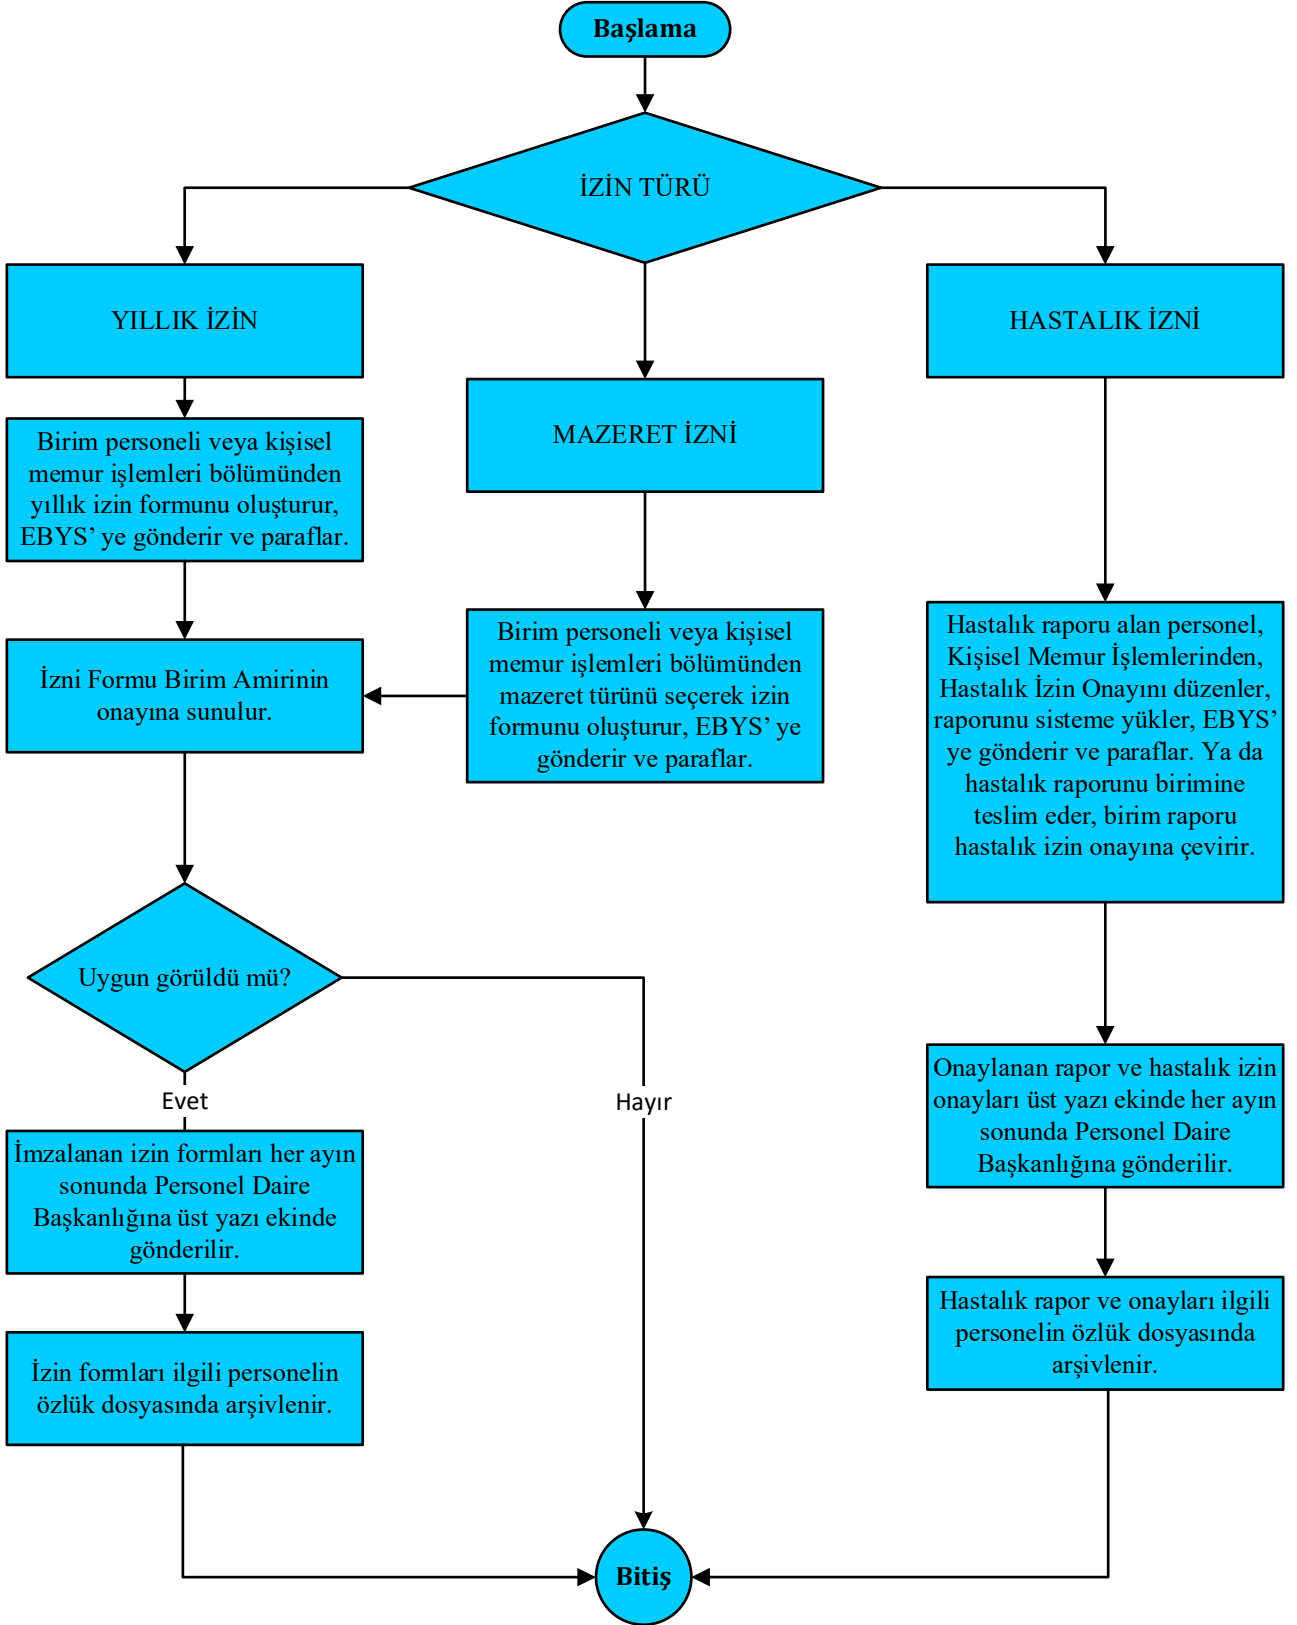 Başlama
İZİN TÜRÜ
YILLIK İZİN
HASTALIK İZNİ
MAZERET İZNİ
Birim personeli veya kişisel
memur işlemleri bölümünden
yıllık izin formunu oluşturur,
EBYS’ ye gönderir ve paraflar.
İzni Formu Birim Amirinin
onayına sunulur.
Birim personeli veya kişisel
memur işlemleri bölümünden
mazeret türünü seçerek izin
formunu oluşturur, EBYS’ ye
gönderir ve paraflar.
Hastalık raporu alan personel,
Kişisel Memur İşlemlerinden,
Hastalık İzin Onayını düzenler,
raporunu sisteme yükler, EBYS’
ye gönderir ve paraflar. Ya da
hastalık raporunu birimine
teslim eder, birim raporu
hastalık izin onayına çevirir.
Uygun görüldü mü?
Evet
Hayır
İmzalanan izin formları her ayın
sonunda Personel Daire
Başkanlığına üst yazı ekinde
gönderilir.
Onaylanan rapor ve hastalık izin
onayları üst yazı ekinde her ayın
sonunda Personel Daire
Başkanlığına gönderilir.
İzin formları ilgili personelin
özlük dosyasında arşivlenir.
Hastalık rapor ve onayları ilgili
personelin özlük dosyasında
arşivlenir.
Bitiş